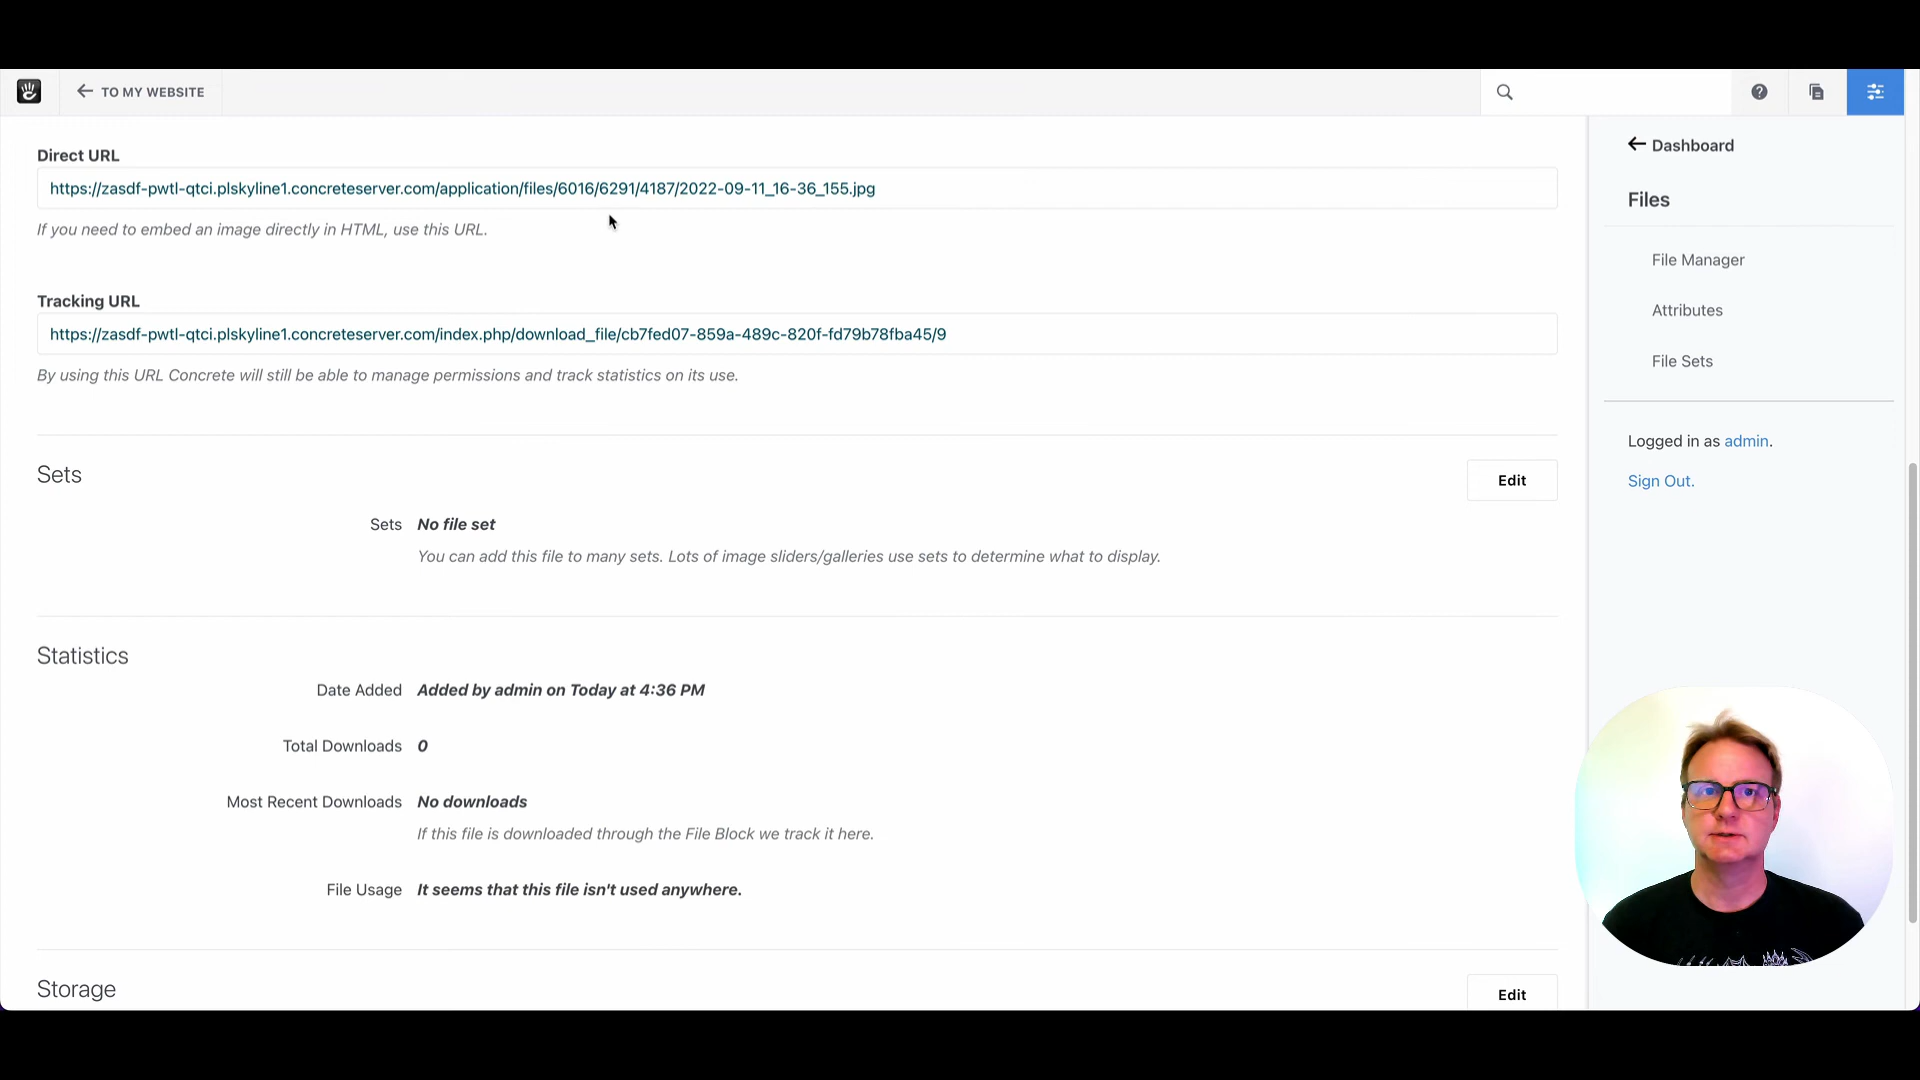 TO MY WEBSITE
Direct URL
https://zasdf-pwtl-qtci.plskyline1.concreteserver.com/application/files/6016/6291/4187/2022-09-11_16-36_155.jpg
If you need to embed an image directly in HTML, use this URL.
Tracking URL
https://zasdf-pwtl-qtci.plskyline1.concreteserver.com/index.php/download_file/cb7fed07-859a-489c-820f-fd79b78fba45/9
By using this URL Concrete will still be able to manage permissions and track statistics on its use.
Sets
Edit
Sets No file set
You can add this file to many sets. Lots of image sliders/galleries use sets to determine what to display.
Statistics
Date Added Added by admin on Today at 4:36 PM
Total Downloads 0
Most Recent Downloads No downloads
If this file is downloaded through the File Block we track it here.
File Usage It seems that this file isn't used anywhere.
Storage
Edit
Dashboard
Files
File Manager
Attributes
File Sets
Logged in as admin.
Sign Out.